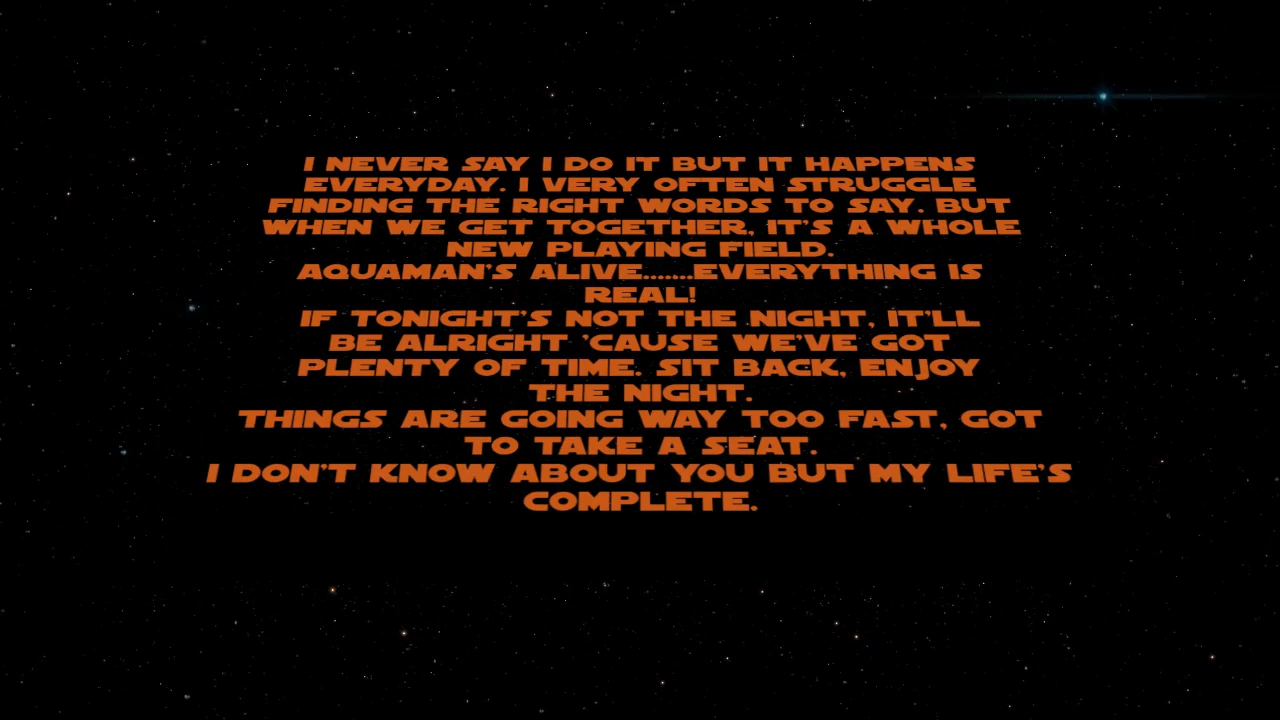 I NEVER SAY I DO IT BUT IT HAPPENS
EVERYDAY. I VERY OFTEN STRUGGLE
FINDING THE RIGHT WORDS TO SAY. BUT
WHEN WE GET TOGETHER, IT'S A WHOLE
NEW PLAYING FIELD.
AQUAMAN'S ALIVE.......EVERYTHING IS
REAL!
IF TONIGHT'S NOT THE NIGHT, IT'LL
BE ALRIGHT 'CAUSE WE'VE GOT
PLENTY OF TIME. SIT BACK, ENJOY
THE NIGHT.
THINGS ARE GOING WAY TOO FAST, GOT
TO TAKE A SEAT.
I DON'T KNOW ABOUT YOU BUT MY LIFE'S
COMPLETE.